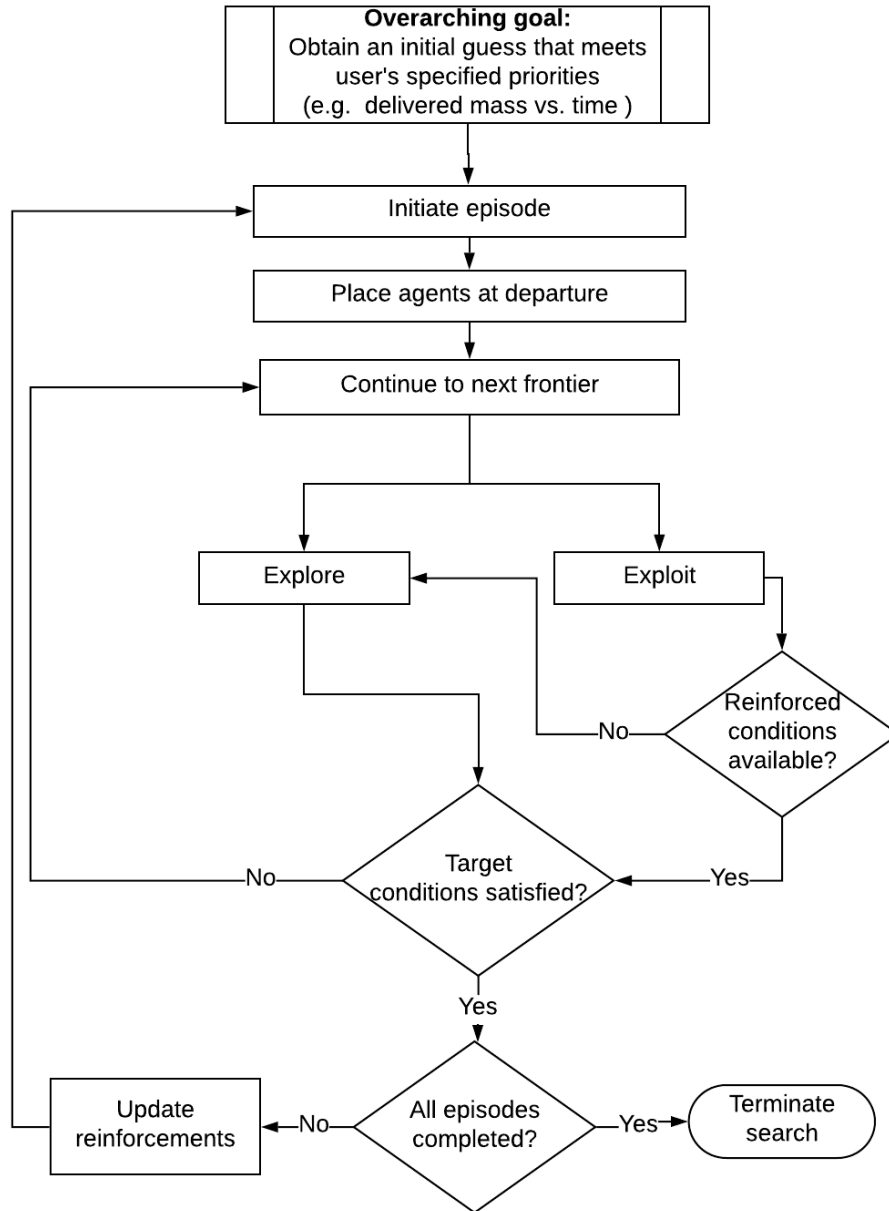 Overarching goal:
Obtain an initial guess that meets
user's specified priorities
(e.g. delivered mass vs. time )
Initiate episode
Place agents at departure
Continue to next frontier
Explore
Exploit
Reinforced
conditions
available?
No
Yes
Target
conditions satisfied?
No
Yes
All episodes
completed?
No
Yes
Update
reinforcements
Terminate
search